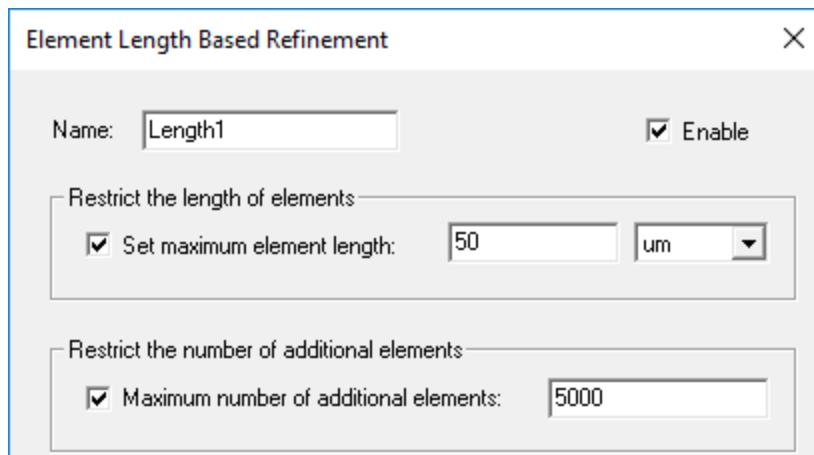 Element Length Based Refinement
Name: Length1 Enable
Restrict the length of elements
Set maximum element length: 50 um
Restrict the number of additional elements
Maximum number of additional elements: 5000